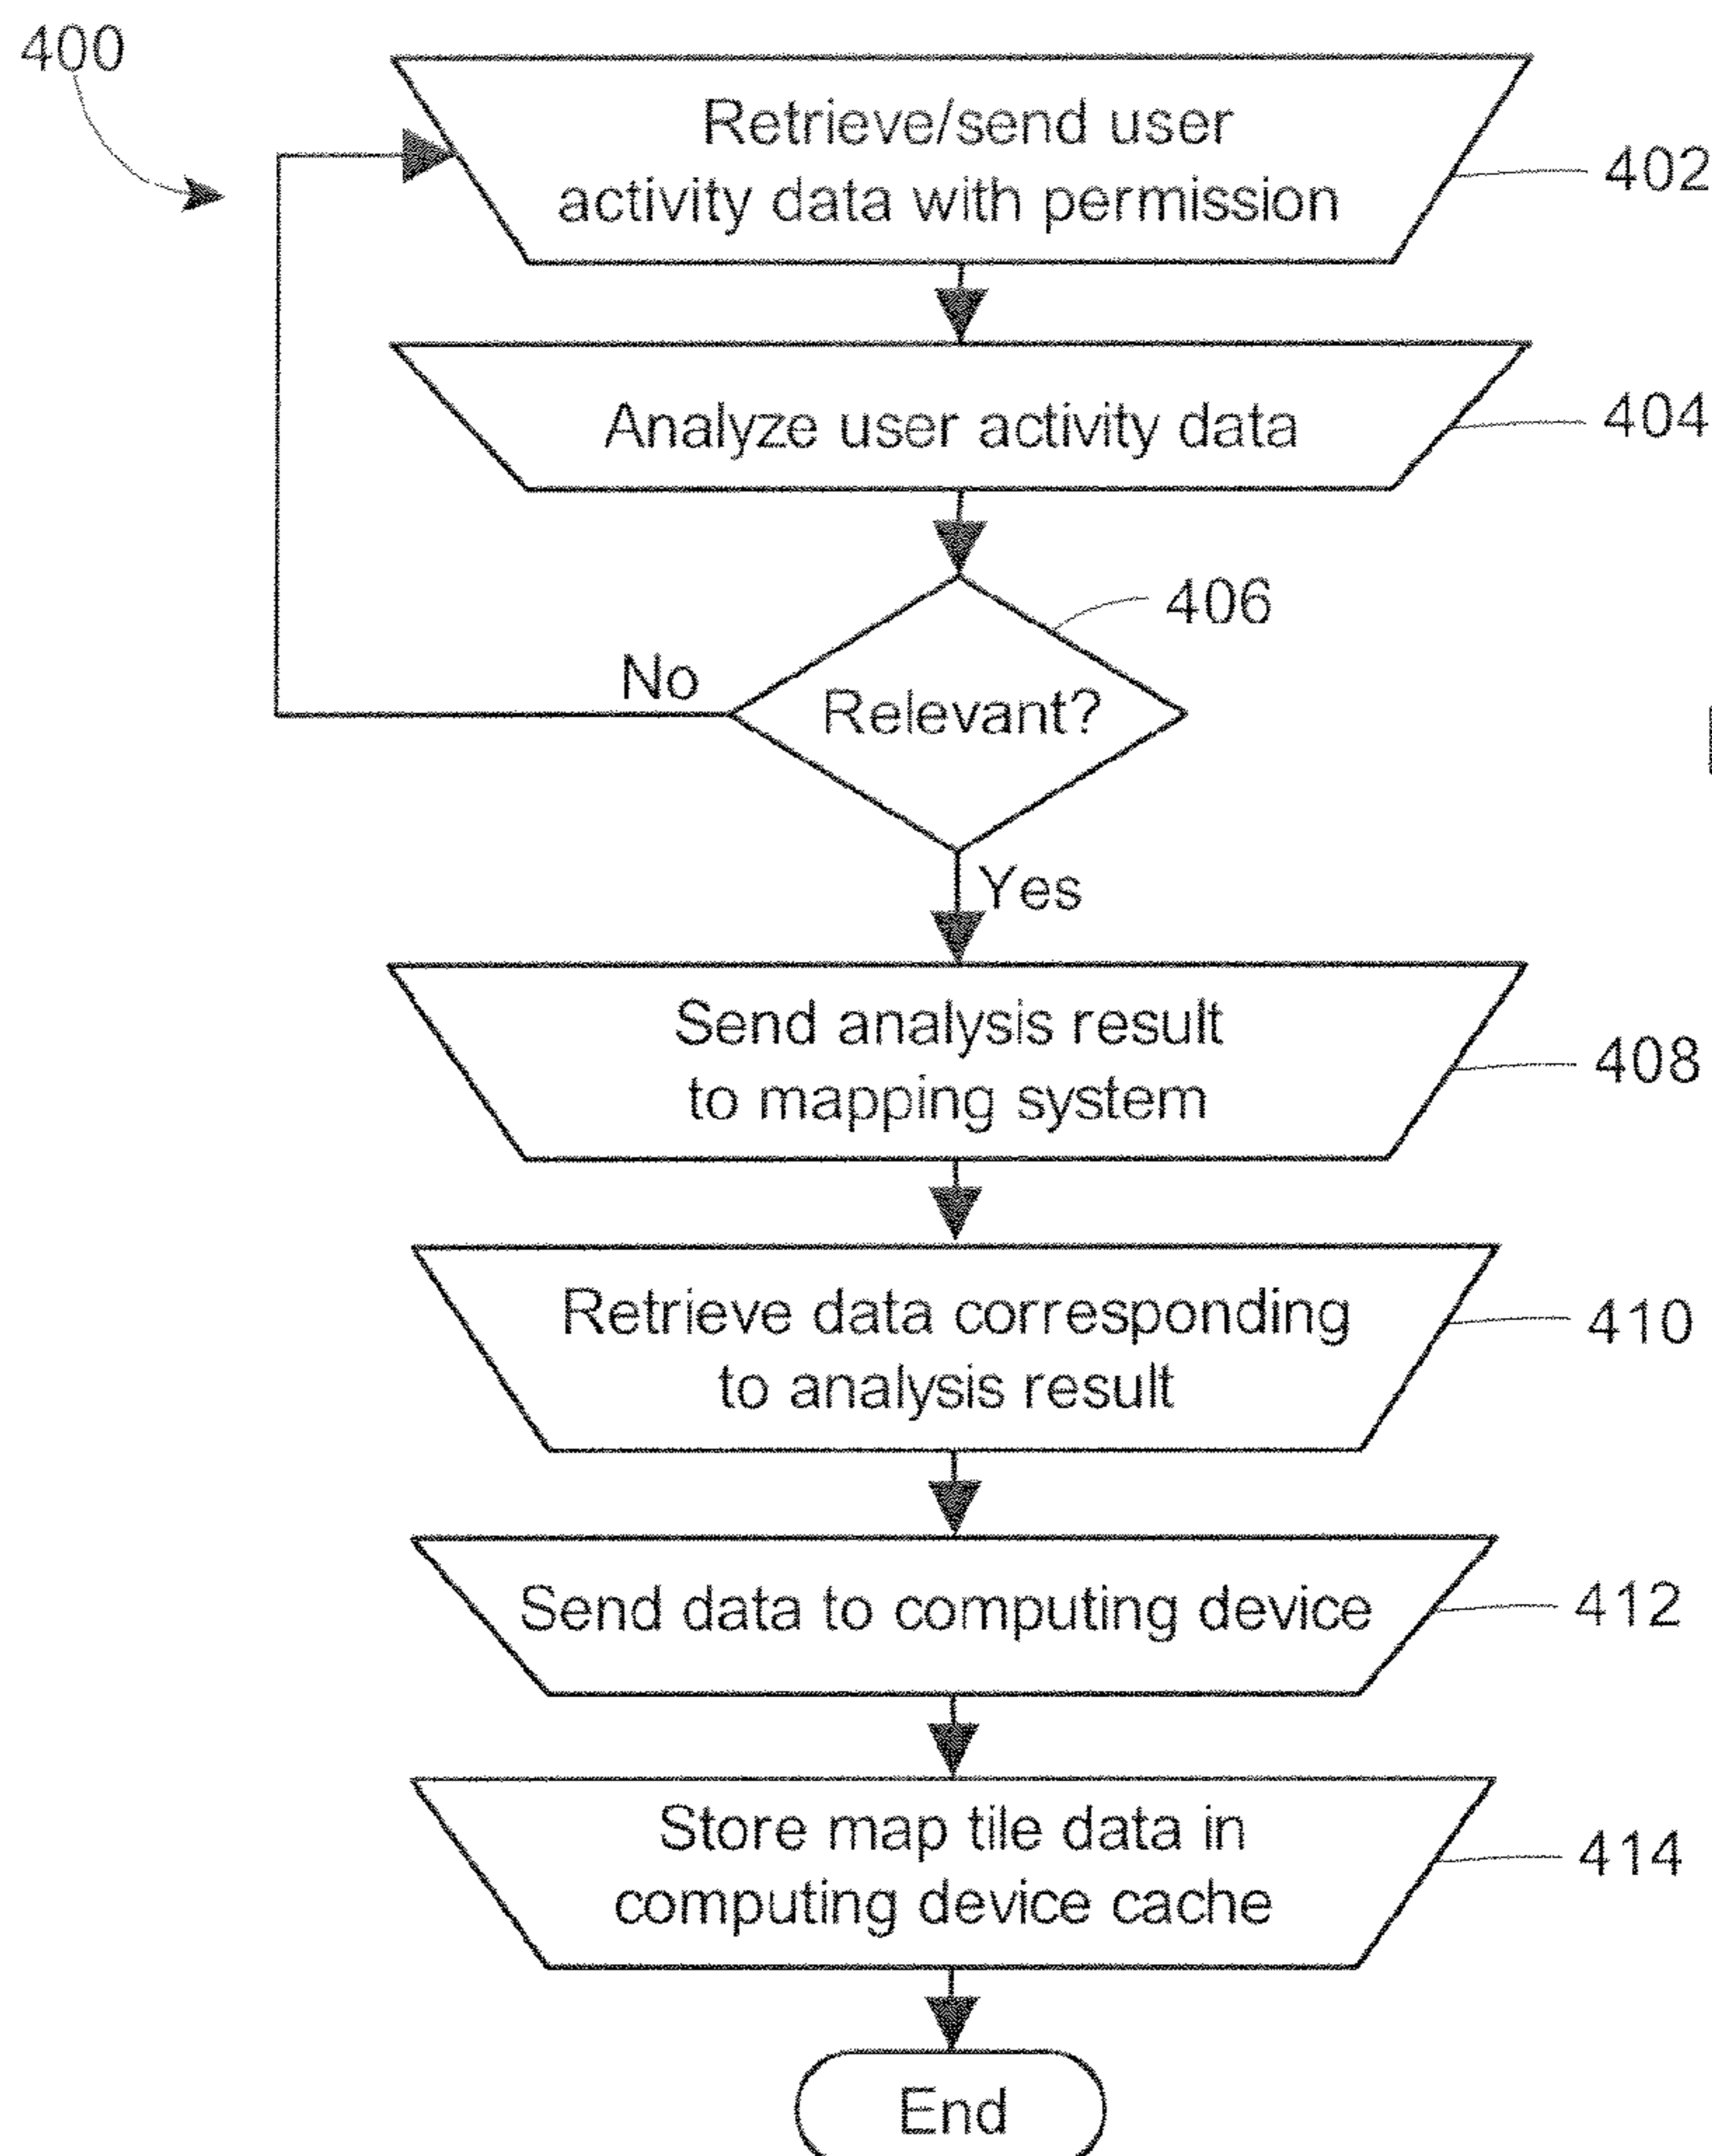 400
Retrieve/send user
activity data with permission
402
Analyze user activity data
404
406
Relevant?
No
Yes
Send analysis result
to mapping system
408
Retrieve data corresponding
to analysis result
410
Send data to computing device
412
Store map tile data in
computing device cache
414
End